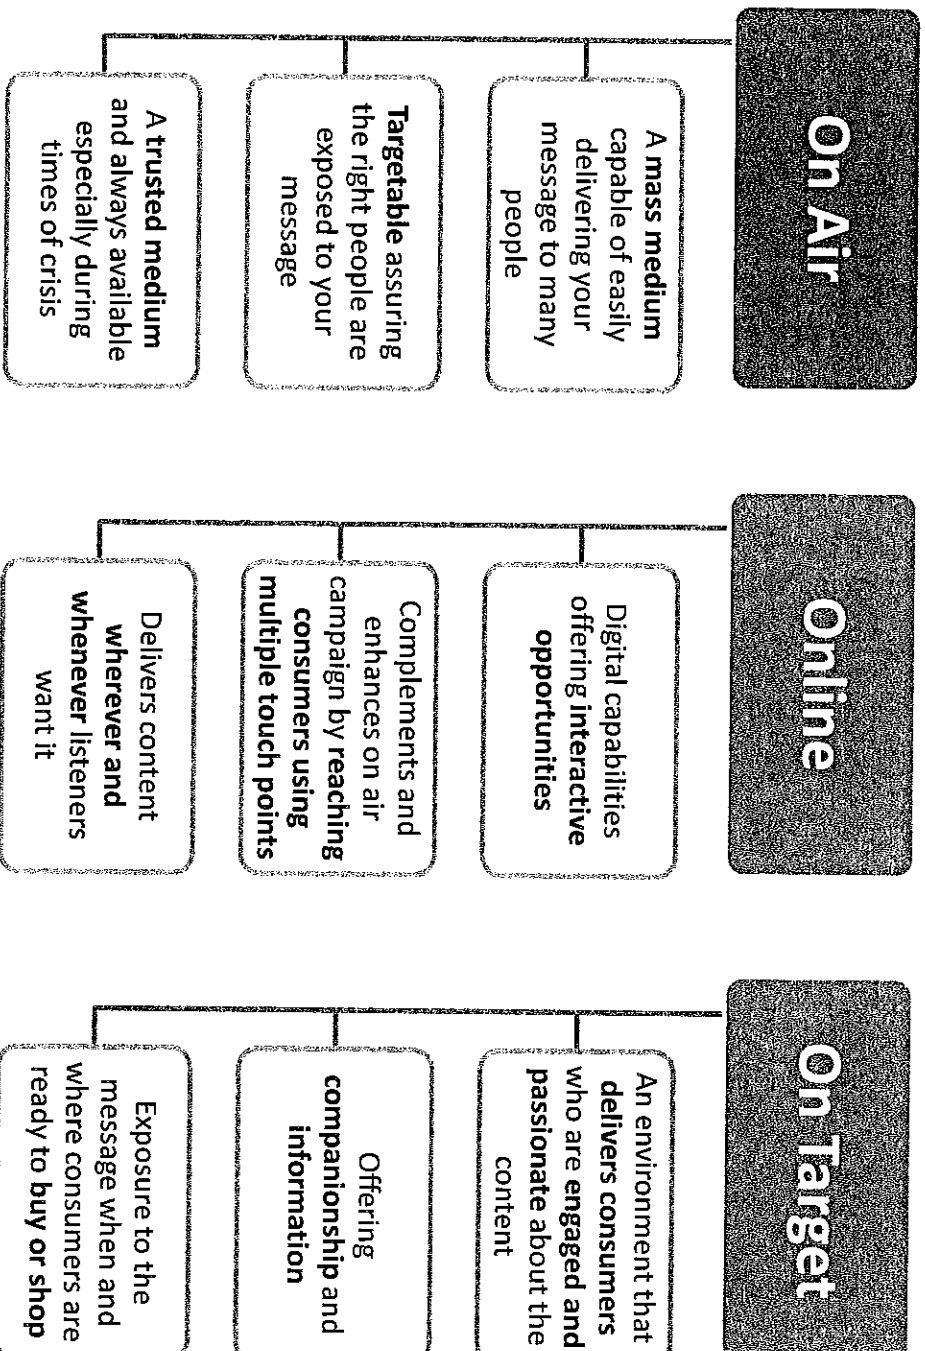 On Air
A mass medium
capable of easily
delivering your
message to many
people
Targetable assuring
the right people are
exposed to your
message
A trusted medium
and always available
especially during
times of crisis
Online
Digital capabilities
offering interactive
opportunities
Complements and
enhances on air
campaign by reaching
consumers using
multiple touch points
Delivers content
wherever and
whenever listeners
want it
On Target
An environment that
delivers consumers
who are engaged and
passionate about the
content
Offering
companionship and
information
Exposure to the
message when and
where consumers are
ready to buy or shop